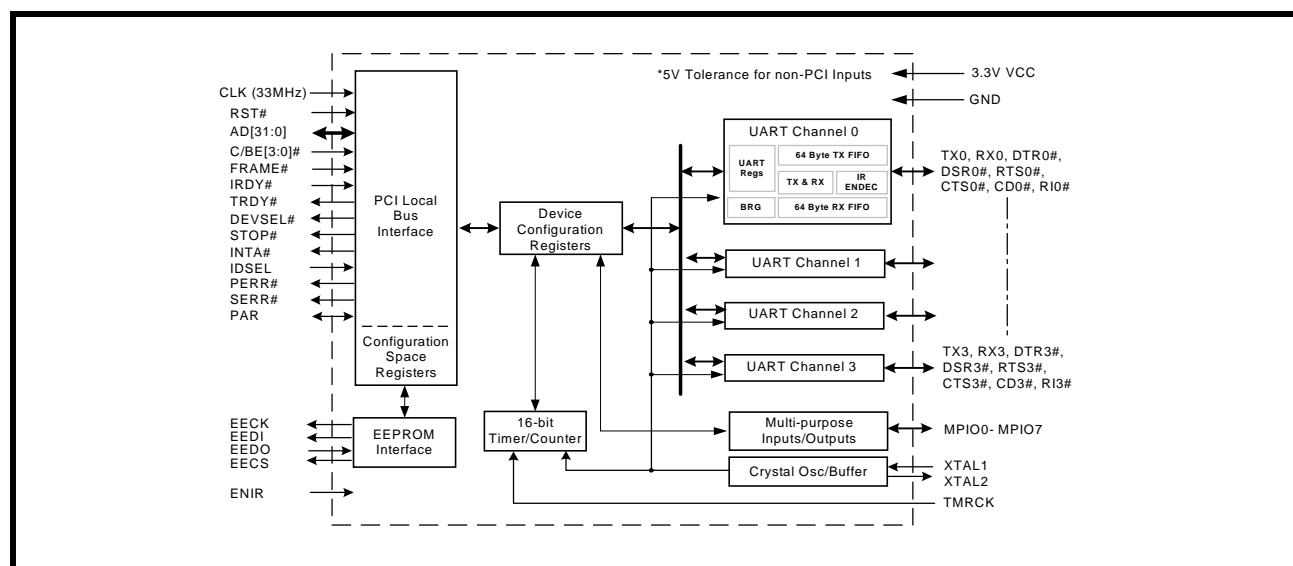 *5V Tolerance for non-PCI Inputs
3.3V VCC
GND
CLK (33MHz)
RST#
AD[31:0]
C/BE[3:0]#
FRAME#
IRDY#
TRDY#
DEVSEL#
STOP#
INTA#
IDSEL
PERR#
SERR#
PAR
PCI Local
Bus
Interface
Configuration
Space
Registers
EECK
EEDI
EEDO
EECS
EEPROM
Interface
ENIR
Device
Configuration
Registers
16-bit
Timer/Counter
UART Channel 0
UART
Regs
64 Byte TX FIFO
TX & RX
IR
ENDEC
BRG
64 Byte RX FIFO
UART Channel 1
UART Channel 2
UART Channel 3
Multi-purpose
Inputs/Outputs
Crystal Osc/Buffer
TX0, RX0, DTR0#,
DSR0#, RTS0#,
CTS0#, CD0#, RI0#
TX3, RX3, DTR3#,
DSR3#, RTS3#,
CTS3#, CD3#, RI3#
MPIO0- MPIO7
XTAL1
XTAL2
TMRCK